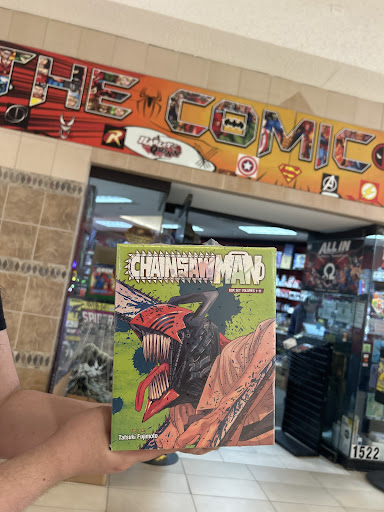 THE COMIC
CHAINSAW MAN
BOX SET VOLUMES 1-11
Tatsuki Fujimoto
ALL IN
1522